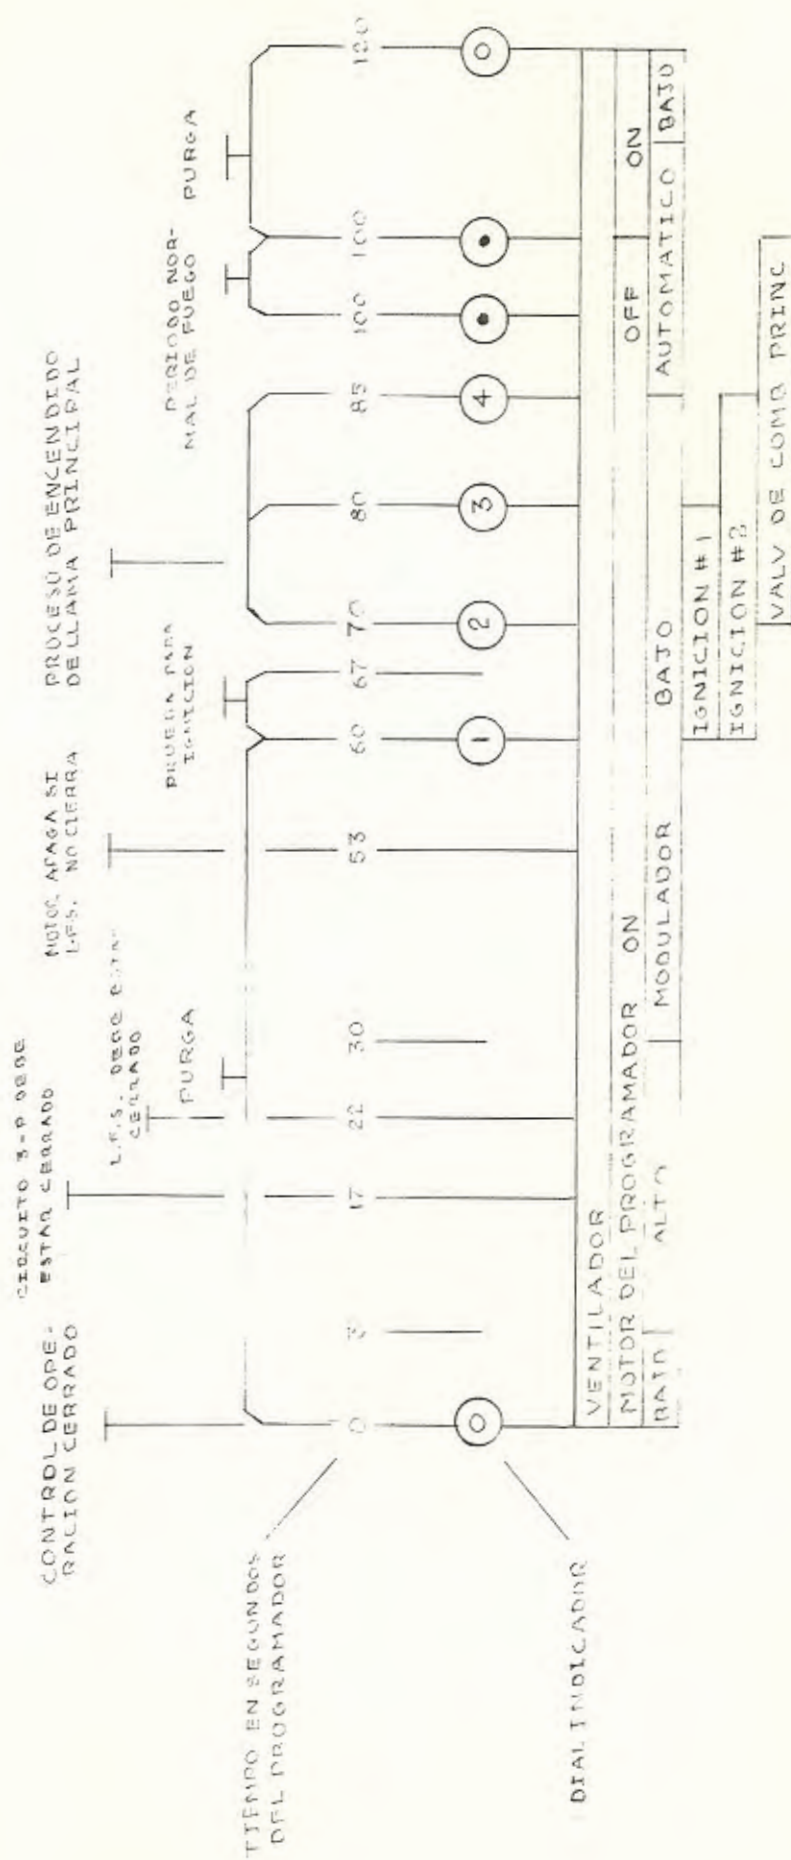 CONTROL DE OPE-
RACION CERRADO
CIRCUITO 3-P DEBE
ESTAR CERRADO
L.F.S. DEBE ESTAR
CERRADO
MOTOR APAGA SI
L.F.S. NO CIERRA
PROCESO DE ENCENDIDO
DE LLAMA PRINCIPAL
PURGA
PRUEBA PARA
IGNICION
PERIODO NOR-
MAL DE FUEGO
PURGA
TIEMPO EN SEGUNDOS
DEL PROGRAMADOR
0 3 17 22 30 53 60 67 70 80 85 100 100 120
DIAL INDICADOR
0 1 2 3 4 • • 0
VENTILADOR
MOTOR DEL PROGRAMADOR ON OFF ON
BAJO ALTO MODULADOR BAJO AUTOMATICO BAJO
IGNICION #1
IGNICION #2
VALV DE COMB PRINC